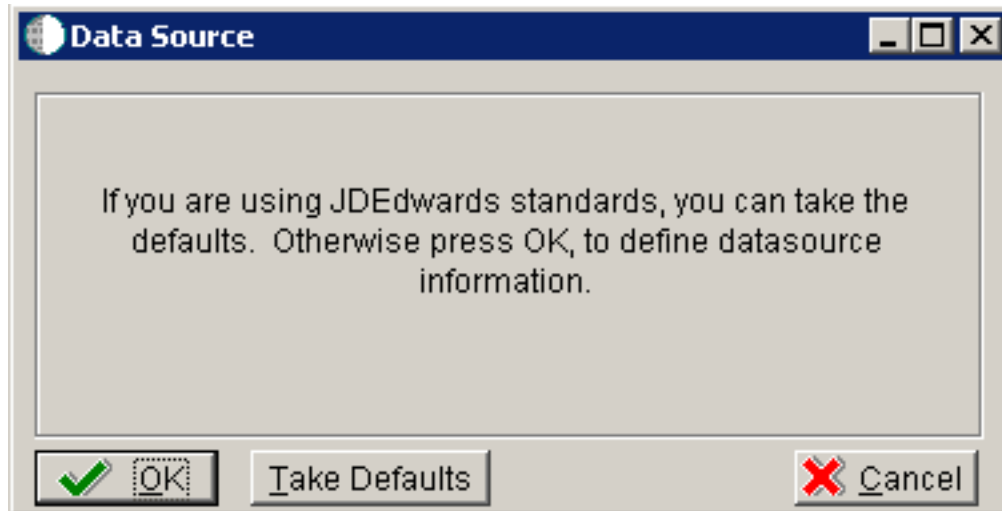 Data Source
If you are using JDEdwards standards, you can take the
defaults.  Otherwise press OK, to define datasource
information.
OK
Take Defaults
Cancel